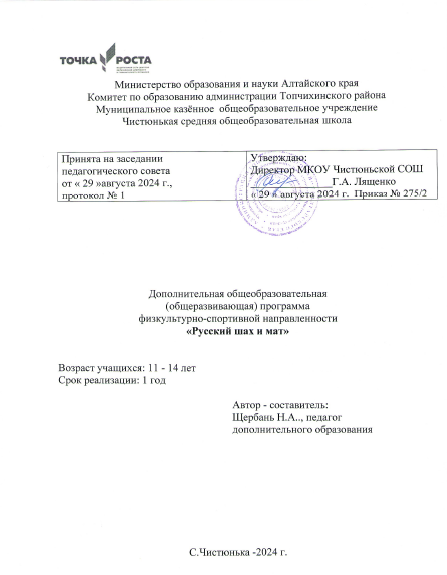 ТОЧКА РОСТА
Министерство образования и науки Алтайского края
Комитет по образованию администрации Топчихинского района
Муниципальное казённое общеобразовательное учреждение
Чистюнькая средняя общеобразовательная школа
Принята на заседании
педагогического совета
от « 29 »августа 2024 г.,
протокол № 1
Утверждаю:
Директор МКОУ Чистюньской СОШ
Г.А. Лященко
« 29 » августа 2024 г. Приказ № 275/2
Дополнительная общеобразовательная
(общеразвивающая) программа
физкультурно-спортивной направленности
«Русский шах и мат»
Возраст учащихся: 11 - 14 лет
Срок реализации: 1 год
Автор - составитель:
Щербань Н.А.., педагог
дополнительного образования
С.Чистюнька -2024 г.